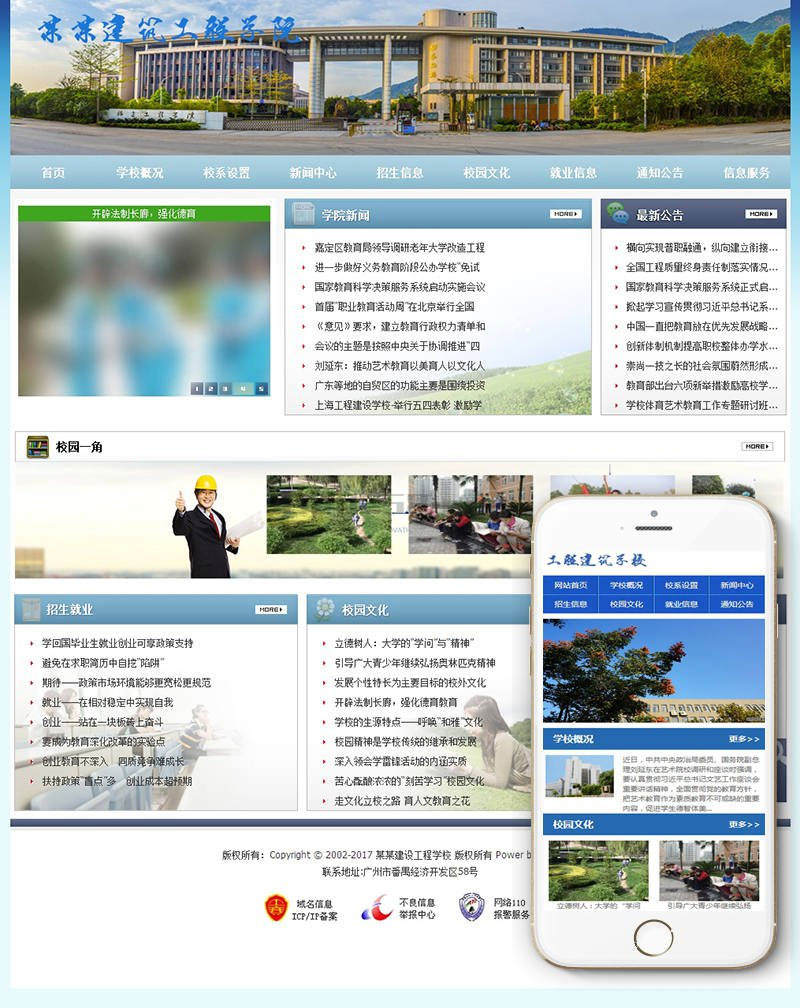 某某建筑工程学院
首页 学校概况 校系设置 新闻中心 招生信息 校园文化 就业信息 通知公告 信息服务
开辟法制长廊，强化德育
1 2 3 4 5
学院新闻 MORE
嘉定区教育局领导调研老年大学改造工程
进一步做好义务教育阶段公办学校"免试
国家教育科学决策服务系统启动实施会议
首届"职业教育活动周"在北京举行全国
《意见》要求，建立教育行政权力清单和
会议的主题是按照中央关于协调推进"四
刘延东：推动艺术教育以美育人以文化人
广东等地的自贸区的功能主要是围绕投资
上海工程建设学校-举行五四表彰 激励学
最新公告 MORE
横向实现普职融通，纵向建立衔接...
全国工程质量终身责任制落实情况...
国家教育科学决策服务系统正式启...
掀起学习宣传贯彻习近平总书记系...
中国一直把教育放在优先发展战略...
创新体制机制提高职校整体办学水...
崇尚一技之长的社会氛围蔚然形成...
教育部出台六项新举措激励高校学...
学校体育艺术教育工作专题研讨班...
校园一角 MORE
招生就业 MORE
学回国毕业生就业创业可享政策支持
避免在求职简历中自挖"陷阱"
期待——政策市场环境能够更宽松更规范
就业——在相对稳定中实现自我
创业——站在一块板砖上奋斗
要成为教育深化改革的实验点
创业教育不深入 同质竞争难成长
扶持政策"盲点"多 创业成本超预期
校园文化
立德树人：大学的"学问"与"精神"
引导广大青少年继续弘扬奥林匹克精神
发展个性特长为主要目标的校外文化
开辟法制长廊，强化德育教育
学校的生源特点——呼唤"和雅"文化
校园精神是学校传统的继承和发展
深入领会学雷锋活动的内涵实质
苦心酝酿浓浓的"刻苦学习"校园文化
走文化立校之路 育人文教育之花
版权所有：Copyright © 2002-2017 某某建设工程学校 版权所有 Power b
联系地址:广州市番禺经济开发区58号
域名信息
ICP/IP备案
不良信息
举报中心
网络110
报警服务
工程建筑学校
网站首页 学校概况 校系设置 新闻中心
招生信息 校园文化 就业信息 通知公告
学校概况 更多>>
近日，中共中央政治局委员、国务院副总
理刘延东在艺术院校调研和座谈时强调，
要认真贯彻习近平总书记文艺工作座谈会
重要讲话精神，全面贯彻党的教育方针，
把艺术教育作为素质教育不可或缺的重要
内容，促进学生德智体美...
校园文化 更多>>
立德树人：大学的"学问
引导广大青少年继续弘扬